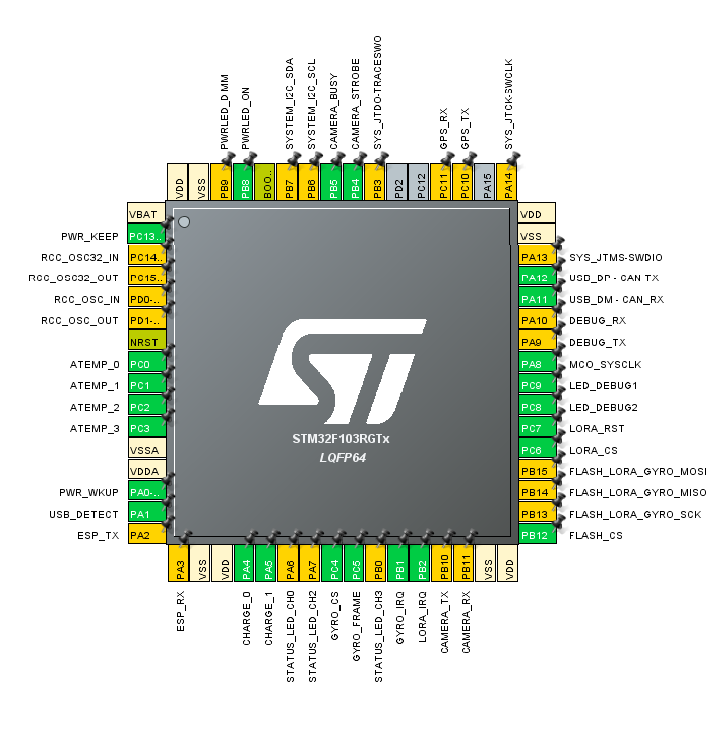 PWRLED_DIMM
PWRLED_ON
SYSTEM_I2C_SDA
SYSTEM_I2C_SCL
CAMERA_BUSY
CAMERA_STROBE
SYS_JTDO-TRACESWO
GPS_RX
GPS_TX
SYS_JTCK-SWCLK
VDD
VSS
PB9
PB8
BOO..
PB7
PB6
PB5
PB4
PB3
PD2
PC12
PC11
PC10
PA15
PA14
VBAT
PWR_KEEP PC13..
RCC_OSC32_IN PC14..
RCC_OSC32_OUT PC15..
RCC_OSC_IN PD0-..
RCC_OSC_OUT PD1-..
NRST
ATEMP_0 PC0
ATEMP_1 PC1
ATEMP_2 PC2
ATEMP_3 PC3
VSSA
VDDA
PWR_WKUP PA0-..
USB_DETECT PA1
ESP_TX PA2
ST
STM32F103RGTx
LQFP64
VDD
VSS
PA13 SYS_JTMS-SWDIO
PA12 USB_DP - CAN TX
PA11 USB_DM - CAN_RX
PA10 DEBUG_RX
PA9 DEBUG_TX
PA8 MCO_SYSCLK
PC9 LED_DEBUG1
PC8 LED_DEBUG2
PC7 LORA_RST
PC6 LORA_CS
PB15 FLASH_LORA_GYRO_MOSI
PB14 FLASH_LORA_GYRO_MISO
PB13 FLASH_LORA_GYRO_SCK
PB12 FLASH_CS
PA3
VSS
VDD
PA4
PA5
PA6
PA7
PC4
PC5
PB0
PB1
PB2
PB10
PB11
VSS
VDD
ESP_RX
CHARGE_0
CHARGE_1
STATUS_LED_CH0
STATUS_LED_CH2
GYRO_CS
GYRO_FRAME
STATUS_LED_CH3
GYRO_IRQ
LORA_IRQ
CAMERA_TX
CAMERA_RX